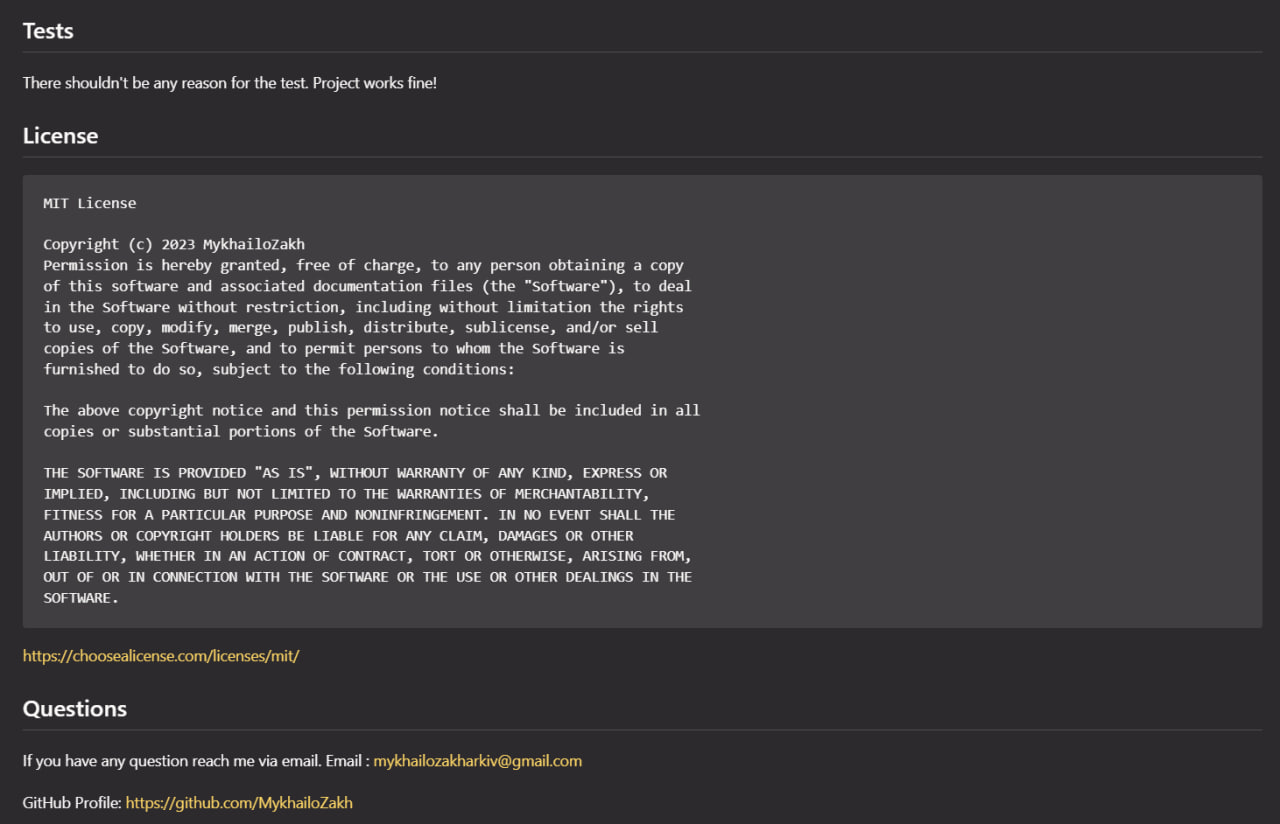 Tests
There shouldn't be any reason for the test. Project works fine!
License
MIT License
Copyright (c) 2023 MykhailoZakh
Permission is hereby granted, free of charge, to any person obtaining a copy
of this software and associated documentation files (the "Software"), to deal
in the Software without restriction, including without limitation the rights
to use, copy, modify, merge, publish, distribute, sublicense, and/or sell
copies of the Software, and to permit persons to whom the Software is
furnished to do so, subject to the following conditions:
The above copyright notice and this permission notice shall be included in all
copies or substantial portions of the Software.
THE SOFTWARE IS PROVIDED "AS IS", WITHOUT WARRANTY OF ANY KIND, EXPRESS OR
IMPLIED, INCLUDING BUT NOT LIMITED TO THE WARRANTIES OF MERCHANTABILITY,
FITNESS FOR A PARTICULAR PURPOSE AND NONINFRINGEMENT. IN NO EVENT SHALL THE
AUTHORS OR COPYRIGHT HOLDERS BE LIABLE FOR ANY CLAIM, DAMAGES OR OTHER
LIABILITY, WHETHER IN AN ACTION OF CONTRACT, TORT OR OTHERWISE, ARISING FROM,
OUT OF OR IN CONNECTION WITH THE SOFTWARE OR THE USE OR OTHER DEALINGS IN THE
SOFTWARE.
https://choosealicense.com/licenses/mit/
Questions
If you have any question reach me via email. Email : mykhailozakharkiv@gmail.com
GitHub Profile: https://github.com/MykhailoZakh